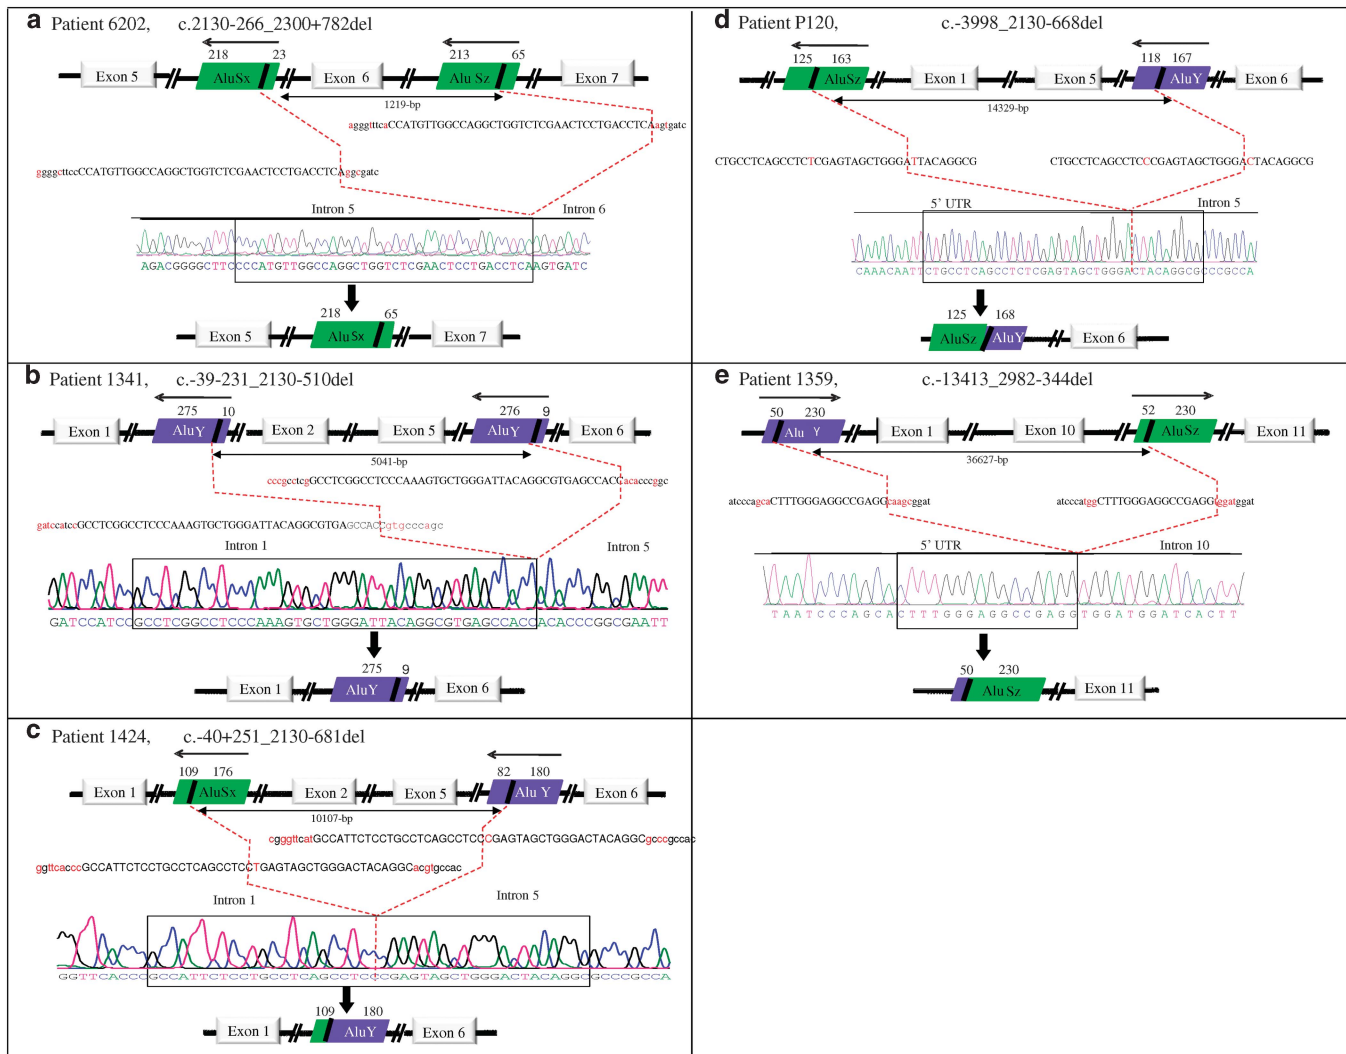 a Patient 6202, c.2130-266_2300+782del
218 23 213 65
Exon 5 AluSx Exon 6 Alu Sz Exon 7
1219-bp
agggtttcaCCATGTTGGCCAGGCTGGTCTCGAACTCCTGACCTCAagtgatc
ggggcttccCCATGTTGGCCAGGCTGGTCTCGAACTCCTGACCTCAggcgatc
Intron 5 Intron 6
AGACGGGGCTTCCCCATGTTGGCCAGGCTGGTCTCGAACTCCTGACCTCAAGTGATC
218 65
Exon 5 AluSx Exon 7
b Patient 1341, c.-39-231_2130-510del
275 10 276 9
Exon 1 AluY Exon 2 Exon 5 AluY Exon 6
5041-bp
cccgcctcgGCCTCGGCCTCCCAAAGTGCTGGGATTACAGGCGTGAGCCACCacacccggc
gatccatccGCCTCGGCCTCCCAAAGTGCTGGGATTACAGGCGTGAGCCACCgtgcccagc
Intron 1 Intron 5
GATCCATCCGCCTCGGCCTCCCAAAGTGCTGGGATTACAGGCGTGAGCCACCACACCCGGCGAATT
275 9
Exon 1 AluY Exon 6
c Patient 1424, c.-40+251_2130-681del
109 176 82 180
Exon 1 AluSx Exon 2 Exon 5 Alu Y Exon 6
10107-bp
cgggttcatGCCATTCTCCTGCCTCAGCCTCCCGAGTAGCTGGGACTACAGGCgcccgccac
ggttcacccGCCATTCTCCTGCCTCAGCCTCCTGAGTAGCTGGGACTACAGGCacgtgccac
Intron 1 Intron 5
GGTTCACCCGCCATTCTCCTGCCTCAGCCTCCCGAGTAGCTGGGACTACAGGCGCCCGCCA
109 180
Exon 1 AluY Exon 6
d Patient P120, c.-3998_2130-668del
125 163 118 167
AluSz Exon 1 Exon 5 AluY Exon 6
14329-bp
CTGCCTCAGCCTCTCGAGTAGCTGGGATTACAGGCG CTGCCTCAGCCTCCCGAGTAGCTGGGACTACAGGCG
5' UTR Intron 5
CAAACAATTCTGCCTCAGCCTCTCGAGTAGCTGGGACTACAGGCGCCCGCCA
125 168
AluSz AluY Exon 6
e Patient 1359, c.-13413_2982-344del
50 230 52 230
Alu Y Exon 1 Exon 10 AluSz Exon 11
36627-bp
atcccagcaCTTTGGGAGGCCGAGGcaagcggat atcccatggCTTTGGGAGGCCGAGGtggatggat
5' UTR Intron 10
TAATCCCAGCACTTTGGGAGGCCGAGGTGGATGGATCACTT
50 230
AluSz Exon 11